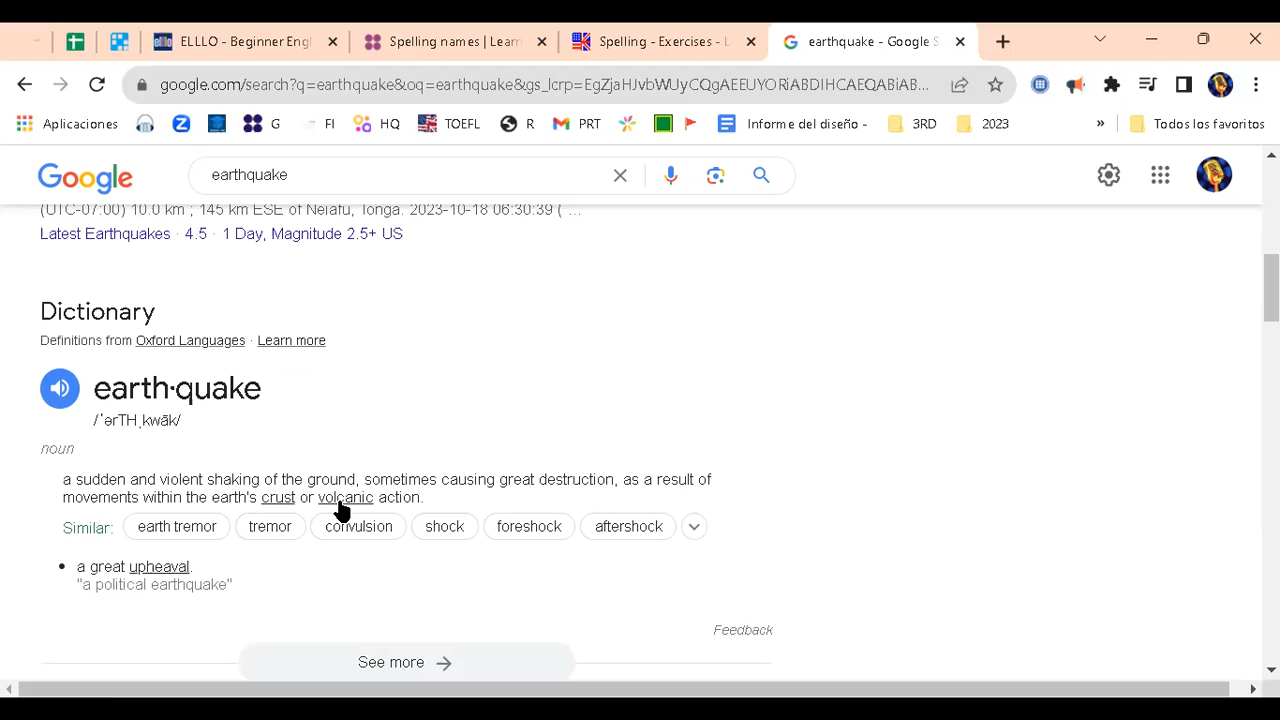 ELLLO - Beginner Eng
Spelling names | Lear
Spelling - Exercises - L
earthquake - Google S
google.com/search?q=earthquake&oq=earthquake&gs_lcrp=EgZjaHJvbWUyCQgAEEUYORiABDIHCAEQABiAB...
Aplicaciones
G
FI
HQ
TOEFL
R
PRT
Informe del diseño -
3RD
2023
»
Todos los favoritos
Google
earthquake
(UTC-07:00) 10.0 km ; 145 km ESE of Neiafu, Tonga. 2023-10-18 06:30:39 ( ...
Latest Earthquakes · 4.5 · 1 Day, Magnitude 2.5+ US
Dictionary
Definitions from Oxford Languages · Learn more
earth·quake
/ˈərTHˌkwāk/
noun
a sudden and violent shaking of the ground, sometimes causing great destruction, as a result of
movements within the earth's crust or volcanic action.
Similar: earth tremor tremor convulsion shock foreshock aftershock
• a great upheaval.
"a political earthquake"
Feedback
See more